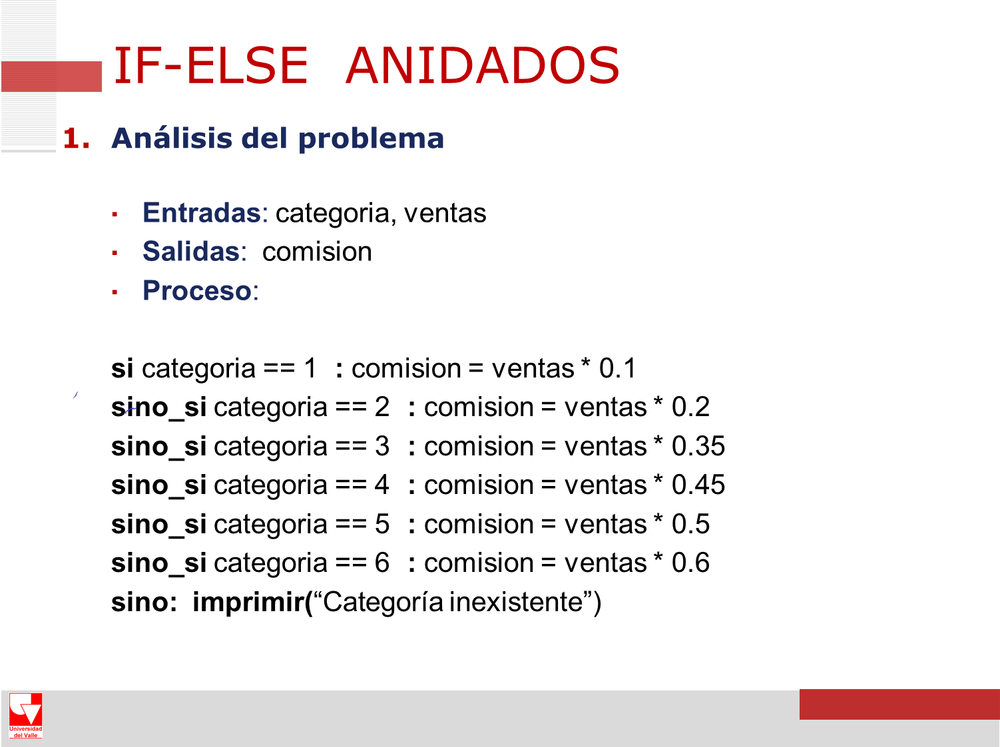 IF-ELSE ANIDADOS
1. Análisis del problema
▪ Entradas: categoria, ventas
▪ Salidas: comision
▪ Proceso:
si categoria == 1 : comision = ventas * 0.1
sino_si categoria == 2 : comision = ventas * 0.2
sino_si categoria == 3 : comision = ventas * 0.35
sino_si categoria == 4 : comision = ventas * 0.45
sino_si categoria == 5 : comision = ventas * 0.5
sino_si categoria == 6 : comision = ventas * 0.6
sino: imprimir(“Categoría inexistente”)
Universidad
del Valle